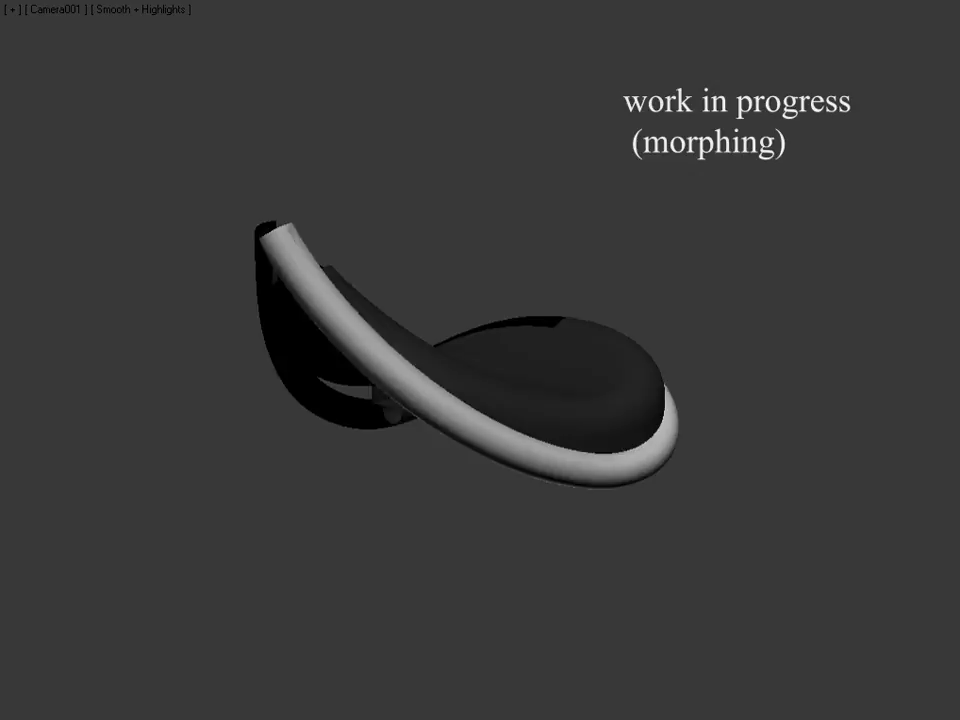 [ + ] [ Camera001 ] [ Smooth + Highlights ]
work in progress
(morphing)